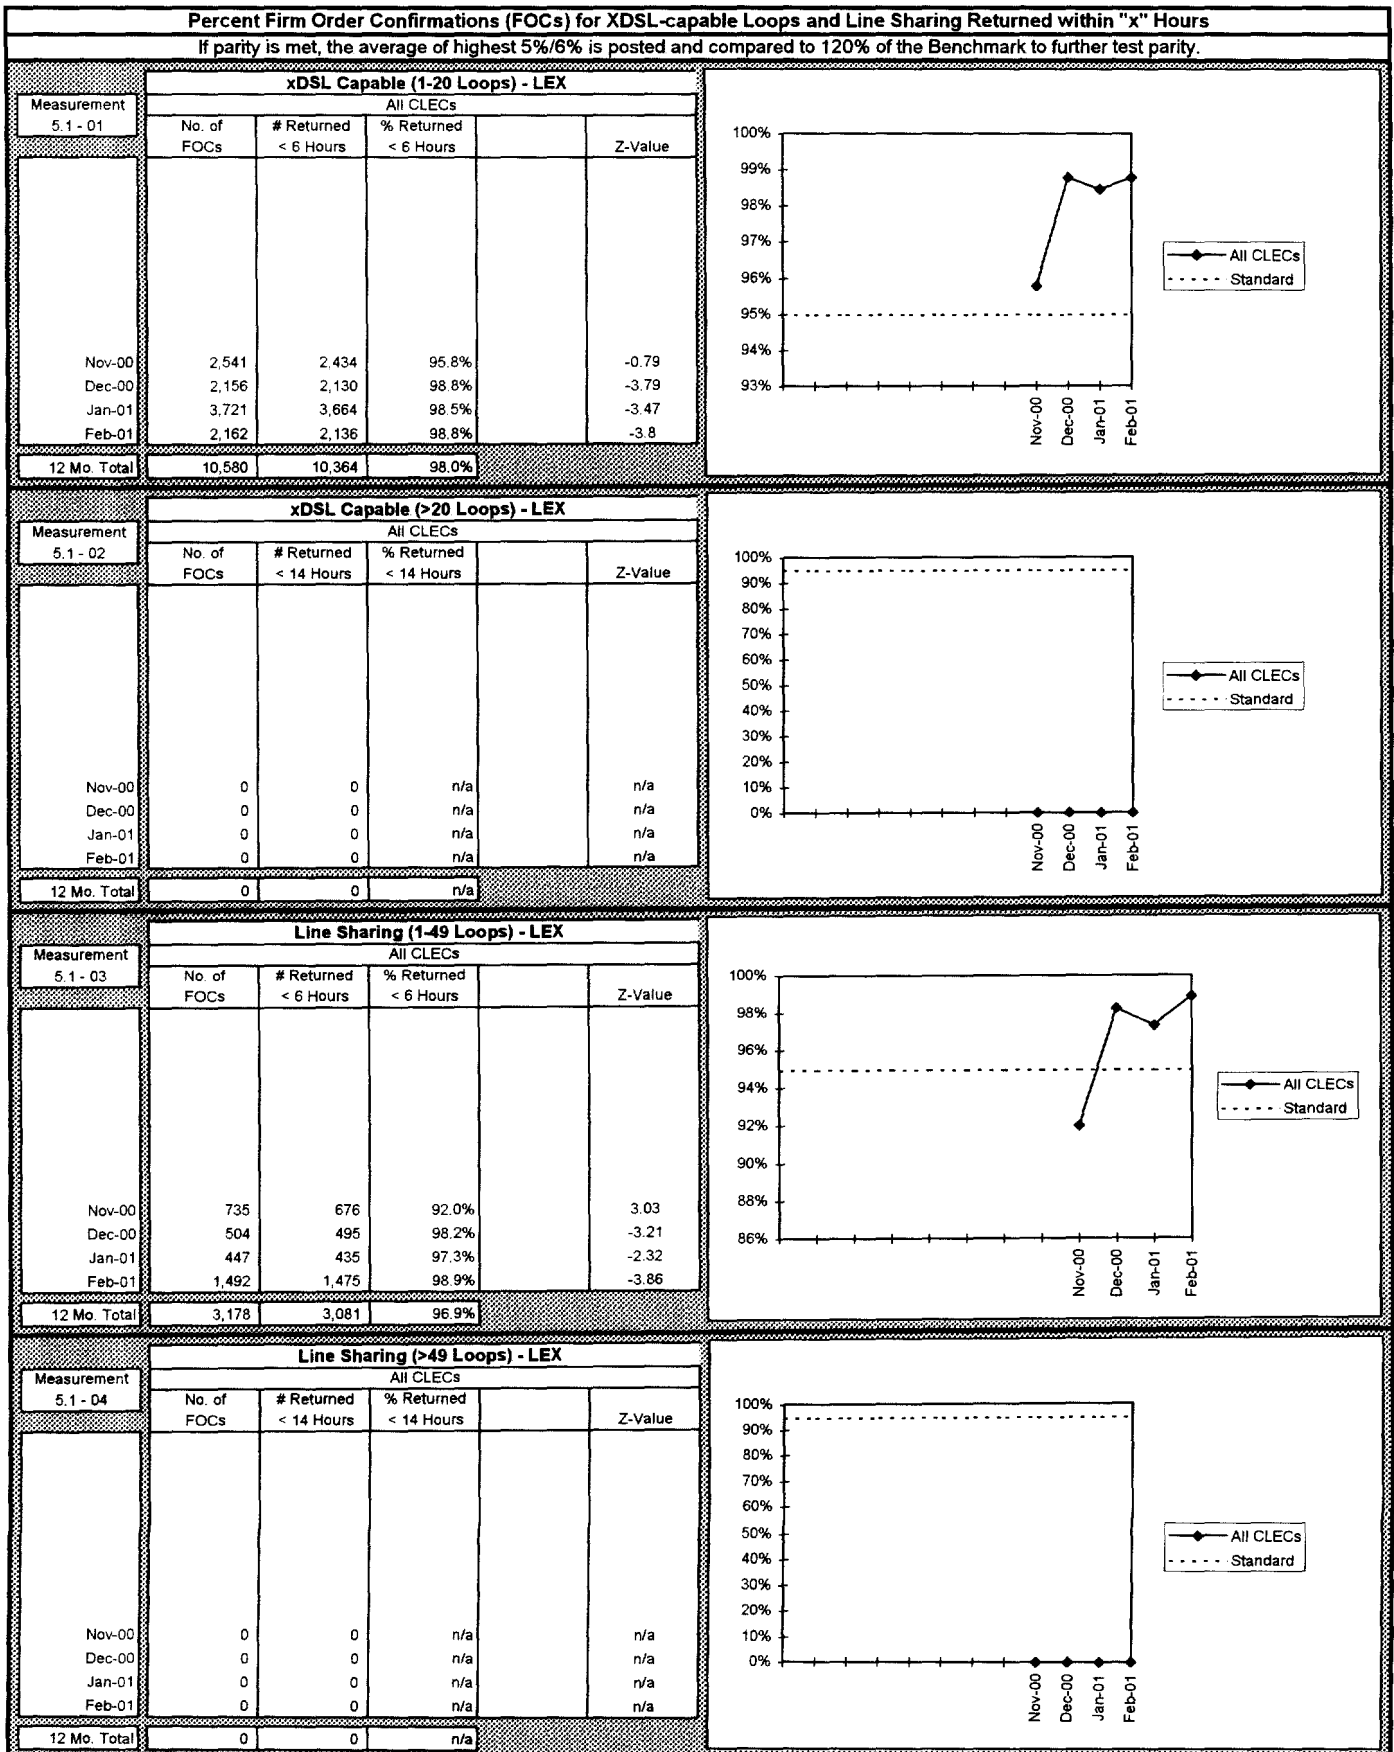 Percent Firm Order Confirmations (FOCs) for XDSL-capable Loops and Line Sharing Returned within "x" Hours
If parity is met, the average of highest 5%/6% is posted and compared to 120% of the Benchmark to further test parity.
xDSL Capable (1-20 Loops) - LEX
Measurement
5.1 - 01
All CLECs
No. of FOCs # Returned < 6 Hours % Returned < 6 Hours Z-Value
Nov-00 2,541 2,434 95.8% -0.79
Dec-00 2,156 2,130 98.8% -3.79
Jan-01 3,721 3,664 98.5% -3.47
Feb-01 2,162 2,136 98.8% -3.8
12 Mo. Total 10,580 10,364 98.0%
100%
99%
98%
97%
96%
95%
94%
93%
Nov-00 Dec-00 Jan-01 Feb-01
All CLECs
Standard
xDSL Capable (>20 Loops) - LEX
Measurement
5.1 - 02
All CLECs
No. of FOCs # Returned < 14 Hours % Returned < 14 Hours Z-Value
Nov-00 0 0 n/a n/a
Dec-00 0 0 n/a n/a
Jan-01 0 0 n/a n/a
Feb-01 0 0 n/a n/a
12 Mo. Total 0 0 n/a
100%
90%
80%
70%
60%
50%
40%
30%
20%
10%
0%
Nov-00 Dec-00 Jan-01 Feb-01
All CLECs
Standard
Line Sharing (1-49 Loops) - LEX
Measurement
5.1 - 03
All CLECs
No. of FOCs # Returned < 6 Hours % Returned < 6 Hours Z-Value
Nov-00 735 676 92.0% 3.03
Dec-00 504 495 98.2% -3.21
Jan-01 447 435 97.3% -2.32
Feb-01 1,492 1,475 98.9% -3.86
12 Mo. Total 3,178 3,081 96.9%
100%
98%
96%
94%
92%
90%
88%
86%
Nov-00 Dec-00 Jan-01 Feb-01
All CLECs
Standard
Line Sharing (>49 Loops) - LEX
Measurement
5.1 - 04
All CLECs
No. of FOCs # Returned < 14 Hours % Returned < 14 Hours Z-Value
Nov-00 0 0 n/a n/a
Dec-00 0 0 n/a n/a
Jan-01 0 0 n/a n/a
Feb-01 0 0 n/a n/a
12 Mo. Total 0 0 n/a
100%
90%
80%
70%
60%
50%
40%
30%
20%
10%
0%
Nov-00 Dec-00 Jan-01 Feb-01
All CLECs
Standard